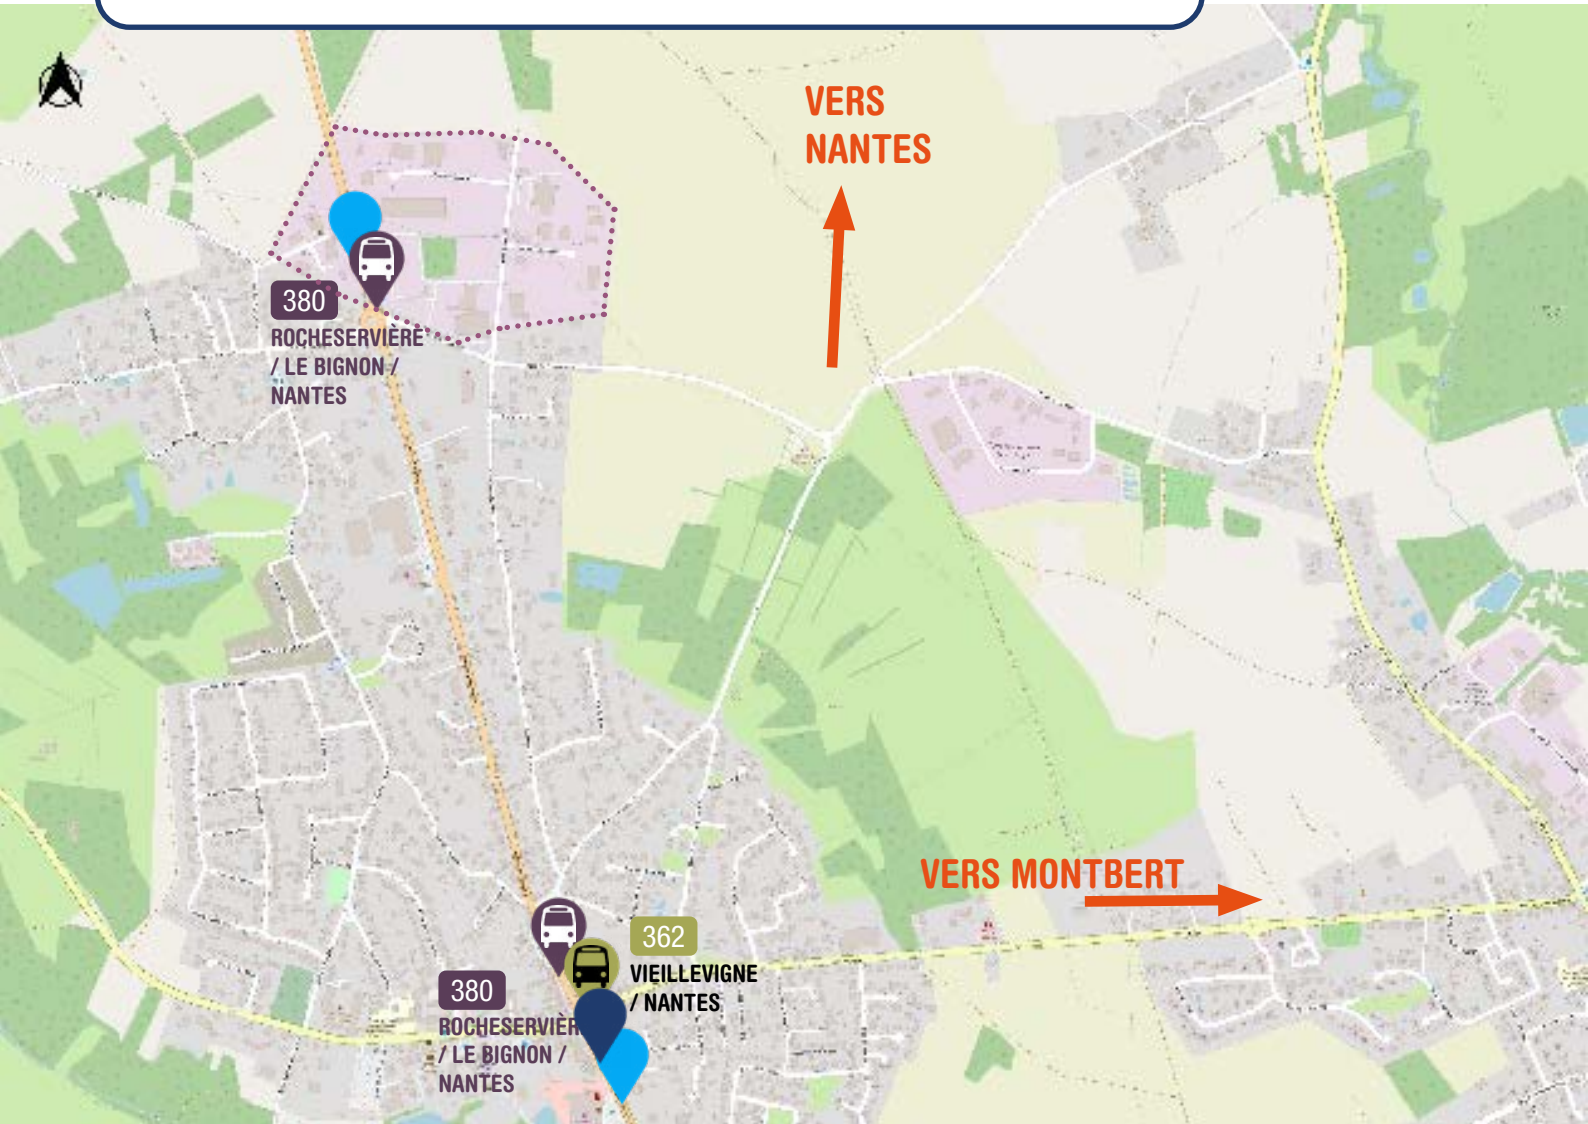 VERS
NANTES
380
ROCHESERVIÈRE
/ LE BIGNON /
NANTES
VERS MONTBERT
362
VIEILLEVIGNE
/ NANTES
380
ROCHESERVIÈR
/ LE BIGNON /
NANTES